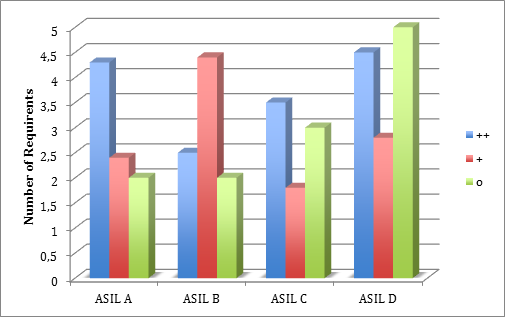 5
4,5
4
3,5
3
2,5
2
1,5
1
0,5
0
Number of Requirents
ASIL A
ASIL B
ASIL C
ASIL D
++
+
o